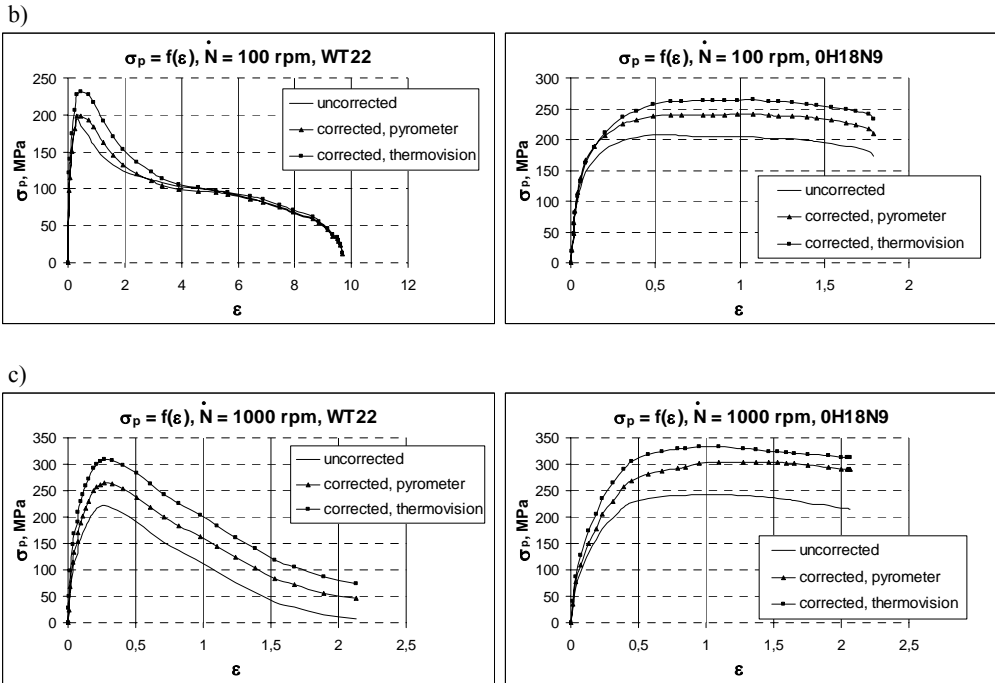 b)
σp = f(ε), Ṅ = 100 rpm, WT22
250
200
150
100
50
0
σp, MPa
0 2 4 6 8 10 12
ε
uncorrected
corrected, pyrometer
corrected, thermovision
σp = f(ε), Ṅ = 100 rpm, 0H18N9
300
250
200
150
100
50
0
σp, MPa
0 0,5 1 1,5 2
ε
uncorrected
corrected, pyrometer
corrected, thermovision
c)
σp = f(ε), Ṅ = 1000 rpm, WT22
350
300
250
200
150
100
50
0
σp, MPa
0 0,5 1 1,5 2 2,5
ε
uncorrected
corrected, pyrometer
corrected, thermovision
σp = f(ε), Ṅ = 1000 rpm, 0H18N9
350
300
250
200
150
100
50
0
σp, MPa
0 0,5 1 1,5 2 2,5
ε
uncorrected
corrected, pyrometer
corrected, thermovision